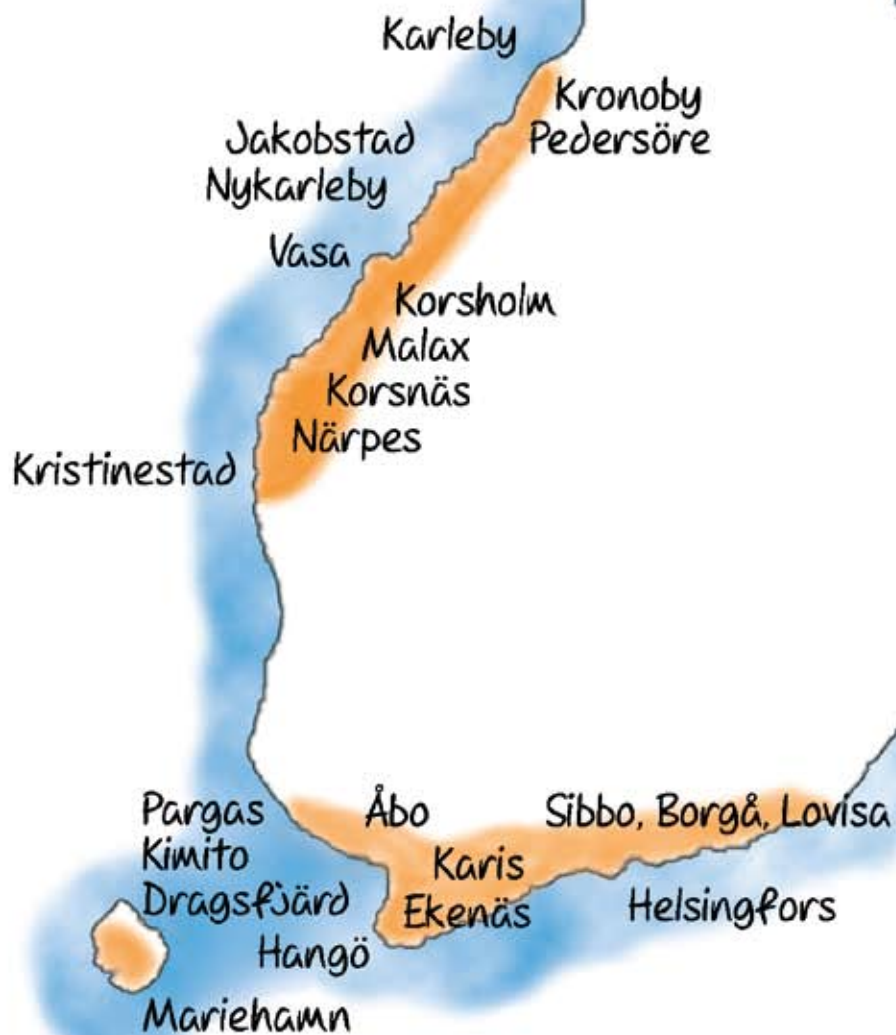 Karleby
Kronoby
Pedersöre
Jakobstad
Nykarleby
Vasa
Korsholm
Malax
Korsnäs
Närpes
Kristinestad
Pargas
Kimito
Dragsfjärd
Hangö
Mariehamn
Åbo
Karis
Ekenäs
Sibbo, Borgå, Lovisa
Helsingfors